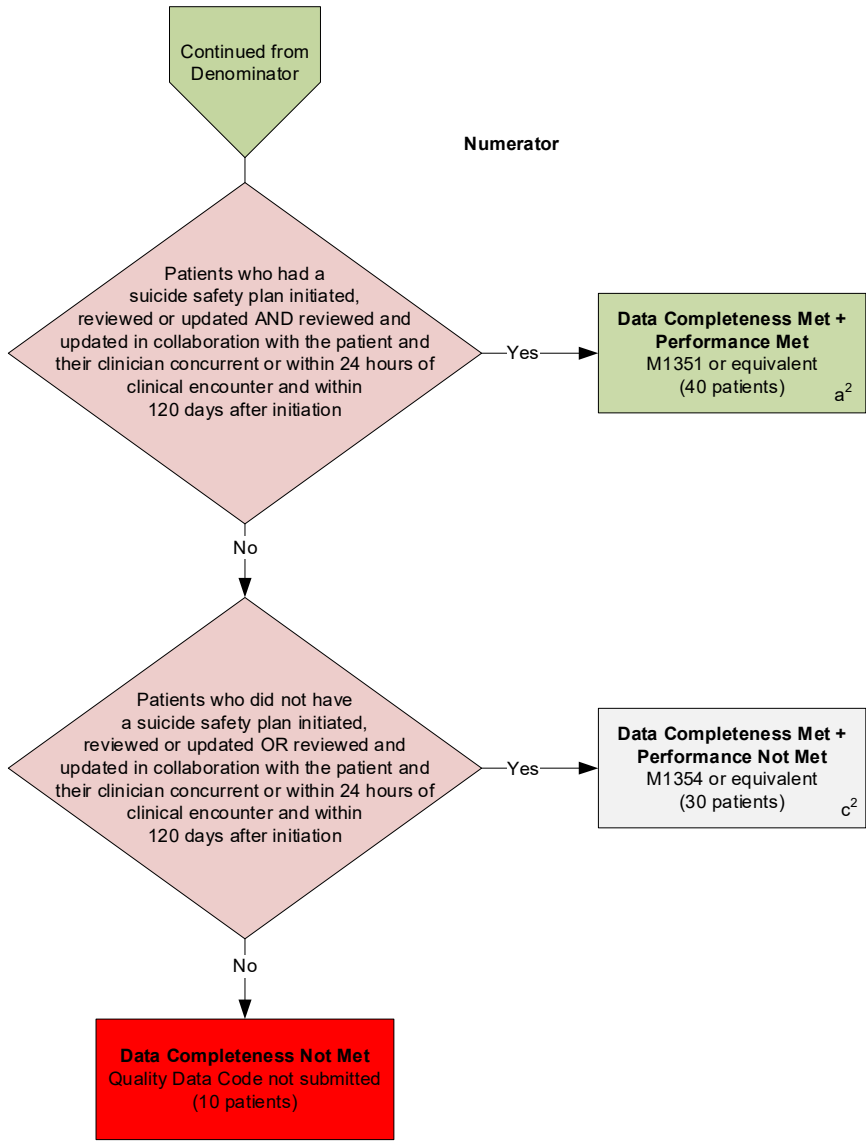 Continued from
Denominator
Numerator
Patients who had a
suicide safety plan initiated,
reviewed or updated AND reviewed and
updated in collaboration with the patient and
their clinician concurrent or within 24 hours of
clinical encounter and within
120 days after initiation
Yes
Data Completeness Met +
Performance Met
M1351 or equivalent
(40 patients)
a²
No
Patients who did not have
a suicide safety plan initiated,
reviewed or updated OR reviewed and
updated in collaboration with the patient and
their clinician concurrent or within 24 hours of
clinical encounter and within
120 days after initiation
Yes
Data Completeness Met +
Performance Not Met
M1354 or equivalent
(30 patients)
c²
No
Data Completeness Not Met
Quality Data Code not submitted
(10 patients)